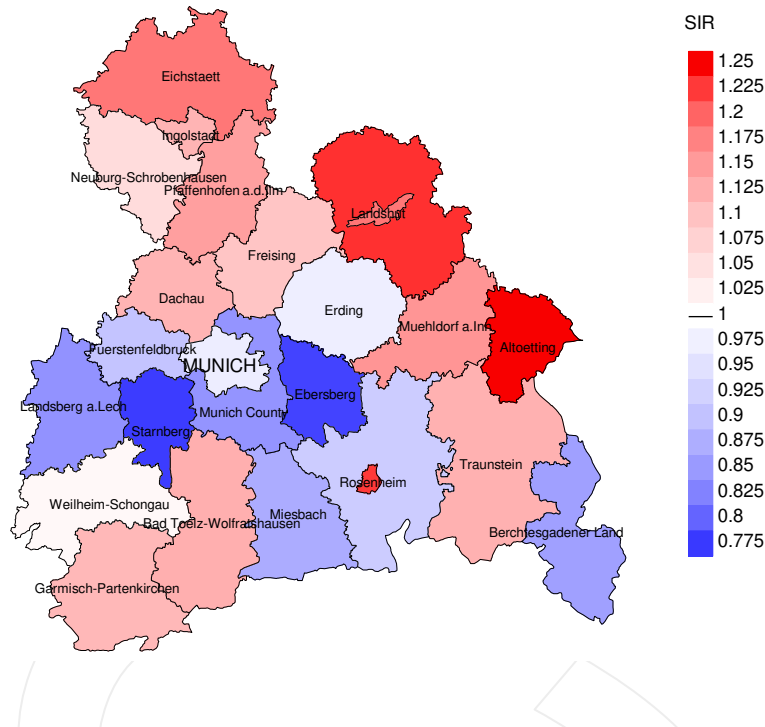 SIR
1.25
1.225
1.2
1.175
1.15
1.125
1.1
1.075
1.05
1.025
1
0.975
0.95
0.925
0.9
0.875
0.85
0.825
0.8
0.775
Eichstaett
Ingolstadt
Neuburg-Schrobenhausen
Pfaffenhofen a.d.Ilm
Landshut
Freising
Dachau
Erding
Muehldorf a.Inn
Altoetting
Fuerstenfeldbruck
MUNICH
Ebersberg
Landsberg a.Lech
Munich County
Starnberg
Traunstein
Rosenheim
Weilheim-Schongau
Miesbach
Bad Toelz-Wolfratshausen
Berchtesgadener Land
Garmisch-Partenkirchen